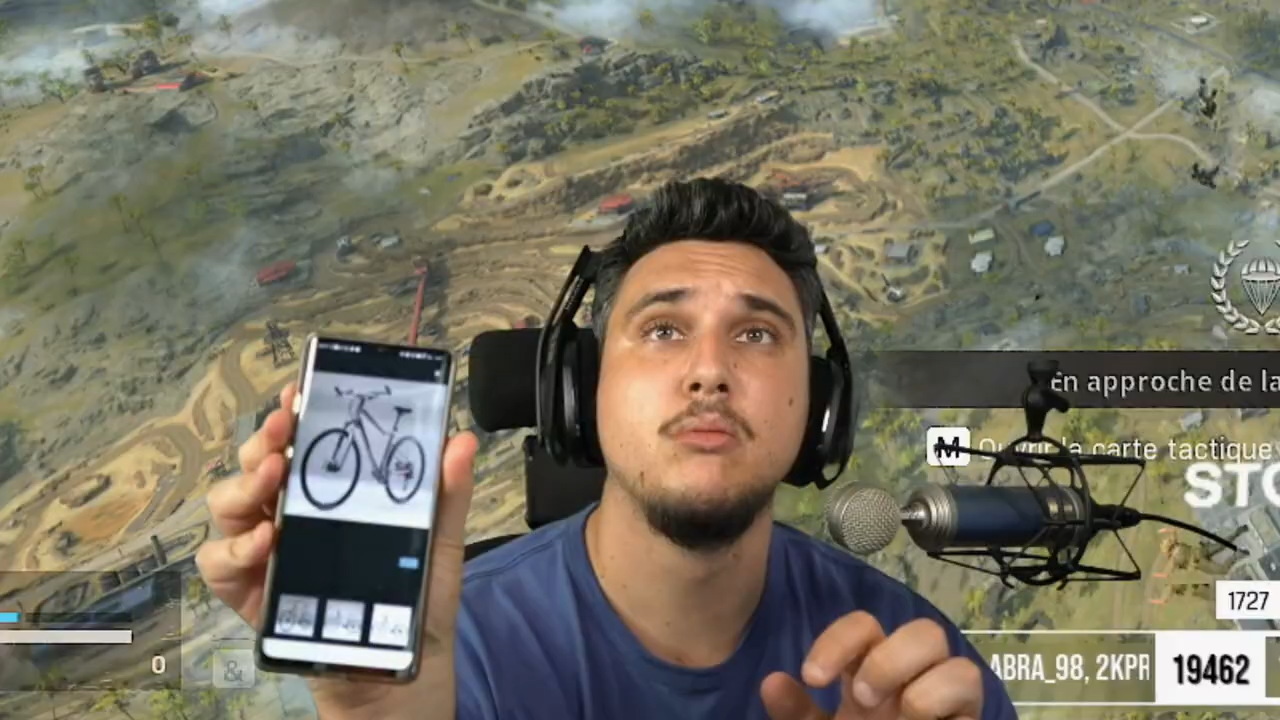 En approche de la
M Ouvrir la carte tactique
STO
1727
0
&
ABRA_98, 2KPR
19462